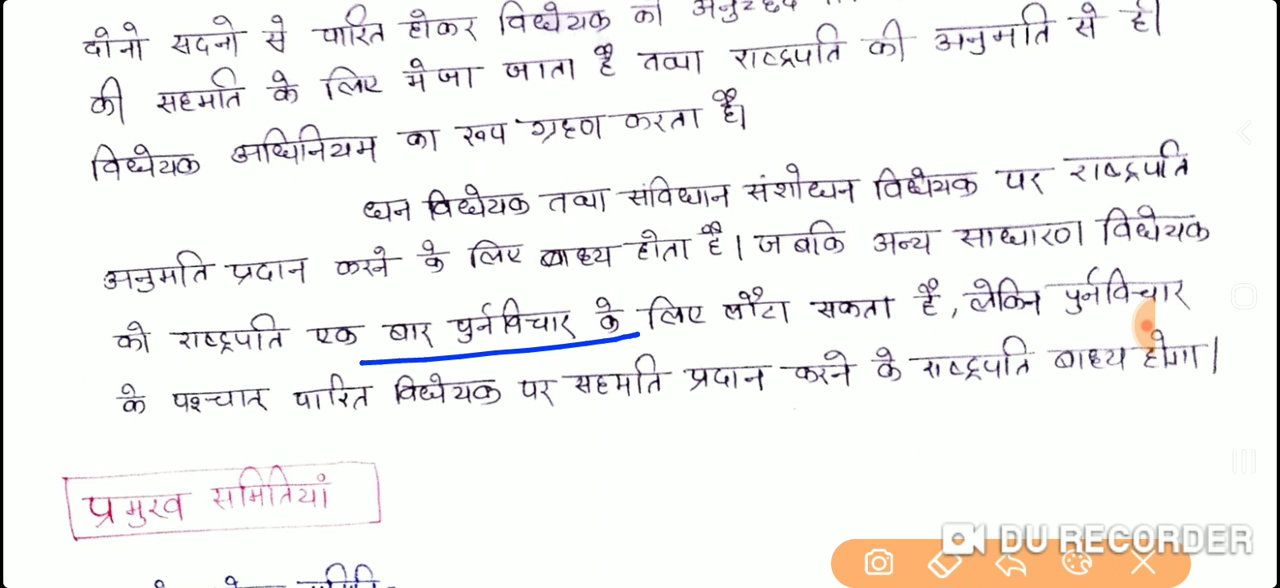 दोनो सदनो से पारित होकर विधेयक को
की सहमति के लिए भेजा जाता है तथा राष्ट्रपति की अनुमति से ही
विधेयक अधिनियम का रूप ग्रहण करता है।
धन विधेयक तथा संविधान संशोधन विधेयक पर राष्ट्रपति
अनुमति प्रदान करने के लिए बाध्य होता है। जबकि अन्य साधारण विधेयक
को राष्ट्रपति एक बार पुर्नविचार के लिए लौटा सकता है, लेकिन पुर्नविचार
के पश्चात पारित विधेयक पर सहमति प्रदान करने के राष्ट्रपति बाध्य होगा।
प्रमुख समितियां
DU RECORDER